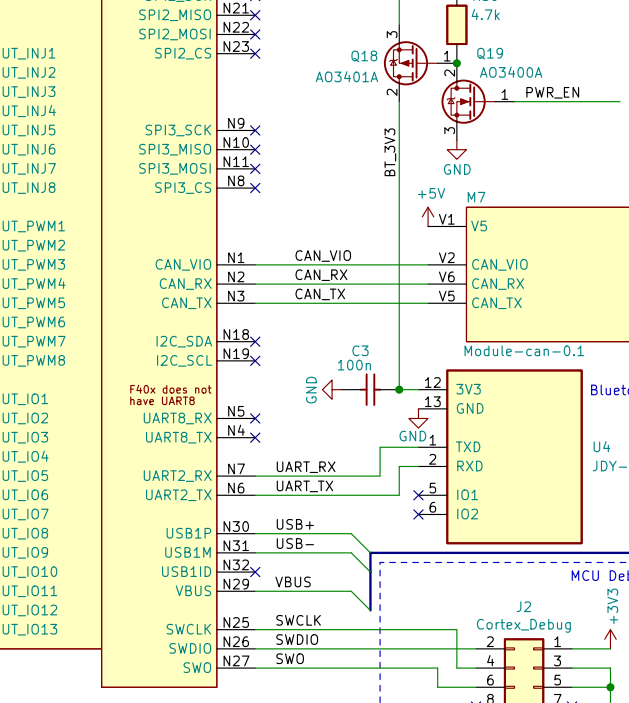 SPI2_MISO N21
SPI2_MOSI N22
SPI2_CS N23
4.7k
3
Q18
AO3401A
1
2
2
Q19
AO3400A
1 PWR_EN
3
GND
UT_INJ1
UT_INJ2
UT_INJ3
UT_INJ4
UT_INJ5
UT_INJ6
UT_INJ7
UT_INJ8
SPI3_SCK N9
SPI3_MISO N10
SPI3_MOSI N11
SPI3_CS N8
BT_3V3
+5V
M7
V1 V5
UT_PWM1
UT_PWM2
UT_PWM3
UT_PWM4
UT_PWM5
UT_PWM6
UT_PWM7
UT_PWM8
CAN_VIO N1 CAN_VIO V2 CAN_VIO
CAN_RX N2 CAN_RX V6 CAN_RX
CAN_TX N3 CAN_TX V5 CAN_TX
Module-can-0.1
I2C_SDA N18
I2C_SCL N19
F40x does not
have UART8
UART8_RX N5
UART8_TX N4
C3
100n
GND
12 3V3
13 GND
GND
UT_IO1
UT_IO2
UT_IO3
UT_IO4
UT_IO5
UT_IO6
UT_IO7
UT_IO8
UT_IO9
UT_IO10
UT_IO11
UT_IO12
UT_IO13
UART2_RX N7 UART_RX 1 TXD
UART2_TX N6 UART_TX 2 RXD
5 IO1
6 IO2
U4
JDY-
USB1P N30 USB+
USB1M N31 USB-
USB1ID N32
VBUS N29 VBUS
SWCLK N25 SWCLK
SWDIO N26 SWDIO
SWO N27 SWO
J2
Cortex_Debug
+3V3
2 1
4 3
6 5
8 7